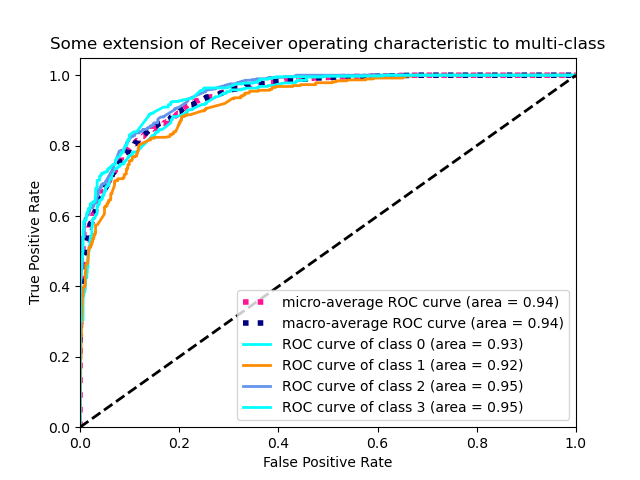 Some extension of Receiver operating characteristic to multi-class
1.0
0.8
0.6
0.4
0.2
0.0
True Positive Rate
micro-average ROC curve (area = 0.94)
macro-average ROC curve (area = 0.94)
ROC curve of class 0 (area = 0.93)
ROC curve of class 1 (area = 0.92)
ROC curve of class 2 (area = 0.95)
ROC curve of class 3 (area = 0.95)
0.0 0.2 0.4 0.6 0.8 1.0
False Positive Rate